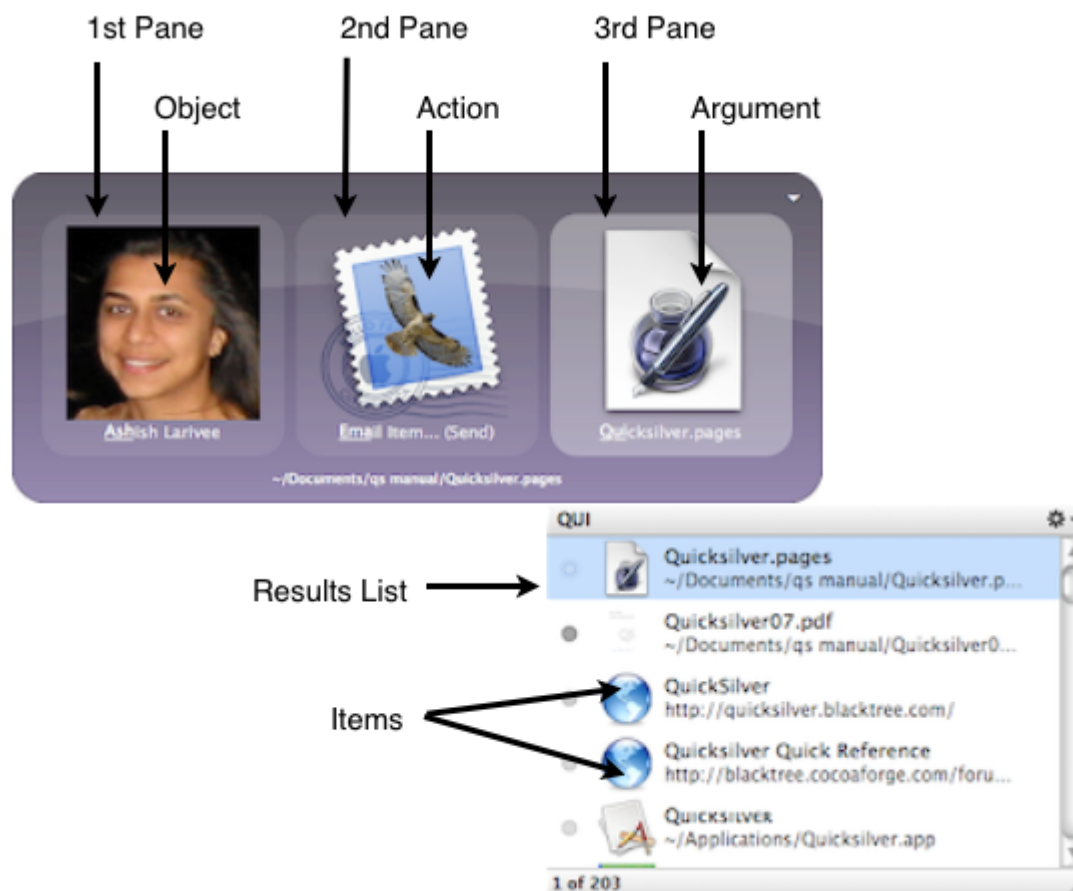 1st Pane
2nd Pane
3rd Pane
Object
Action
Argument
Ashish Larivee
Email Item... (Send)
Quicksilver.pages
~/Documents/qs manual/Quicksilver.pages
QUI
Results List
Quicksilver.pages
~/Documents/qs manual/Quicksilver.p...
Quicksilver07.pdf
~/Documents/qs manual/Quicksilver0...
Items
QuickSilver
http://quicksilver.blacktree.com/
Quicksilver Quick Reference
http://blacktree.cocoaforge.com/foru...
Quicksilver
~/Applications/Quicksilver.app
1 of 203